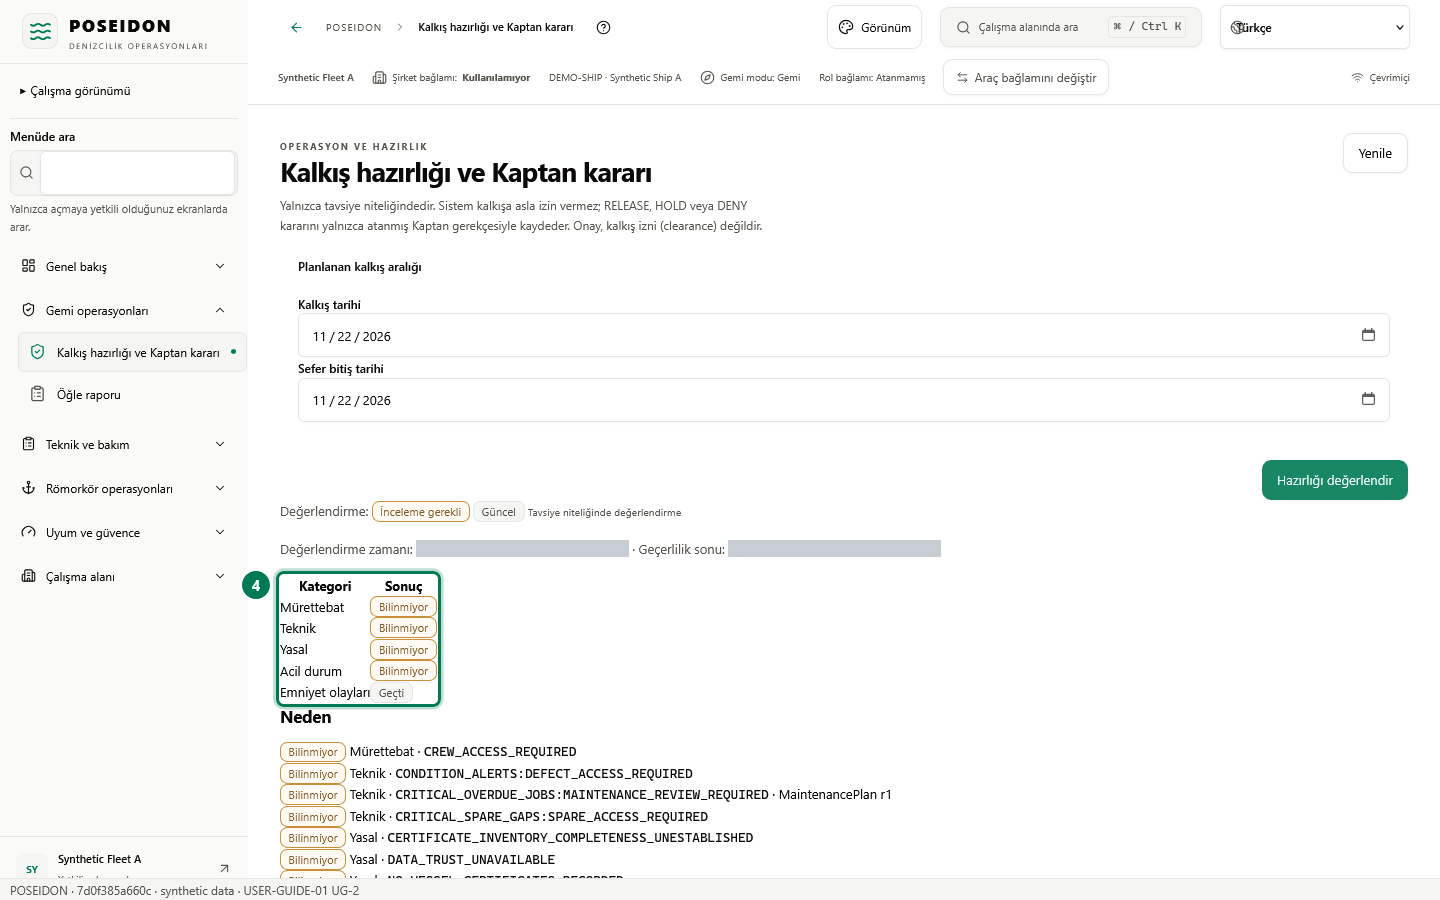 POSEIDON
DENİZCİLİK OPERASYONLARI
POSEIDON
Kalkış hazırlığı ve Kaptan kararı
Görünüm
Çalışma alanında ara
⌘ / Ctrl K
Türkçe
Synthetic Fleet A
Şirket bağlamı: Kullanılamıyor
DEMO-SHIP · Synthetic Ship A
Gemi modu: Gemi
Rol bağlamı: Atanmamış
Araç bağlamını değiştir
Çevrimiçi
Çalışma görünümü
Menüde ara
Yalnızca açmaya yetkili olduğunuz ekranlarda
arar.
Genel bakış
Gemi operasyonları
Kalkış hazırlığı ve Kaptan kararı
Öğle raporu
Teknik ve bakım
Römorkör operasyonları
Uyum ve güvence
Çalışma alanı
SY
Synthetic Fleet A
OPERASYON VE HAZIRLIK
Kalkış hazırlığı ve Kaptan kararı
Yenile
Yalnızca tavsiye niteliğindedir. Sistem kalkışa asla izin vermez; RELEASE, HOLD veya DENY
kararını yalnızca atanmış Kaptan gerekçesiyle kaydeder. Onay, kalkış izni (clearance) değildir.
Planlanan kalkış aralığı
Kalkış tarihi
11 / 22 / 2026
Sefer bitiş tarihi
11 / 22 / 2026
Hazırlığı değerlendir
Değerlendirme: İnceleme gerekli Güncel Tavsiye niteliğinde değerlendirme
Değerlendirme zamanı: · Geçerlilik sonu:
4
Kategori Sonuç
Mürettebat Bilinmiyor
Teknik Bilinmiyor
Yasal Bilinmiyor
Acil durum Bilinmiyor
Emniyet olayları Geçti
Neden
Bilinmiyor Mürettebat · CREW_ACCESS_REQUIRED
Bilinmiyor Teknik · CONDITION_ALERTS:DEFECT_ACCESS_REQUIRED
Bilinmiyor Teknik · CRITICAL_OVERDUE_JOBS:MAINTENANCE_REVIEW_REQUIRED · MaintenancePlan r1
Bilinmiyor Teknik · CRITICAL_SPARE_GAPS:SPARE_ACCESS_REQUIRED
Bilinmiyor Yasal · CERTIFICATE_INVENTORY_COMPLETENESS_UNESTABLISHED
Bilinmiyor Yasal · DATA_TRUST_UNAVAILABLE
POSEIDON · 7d0f385a660c · synthetic data · USER-GUIDE-01 UG-2